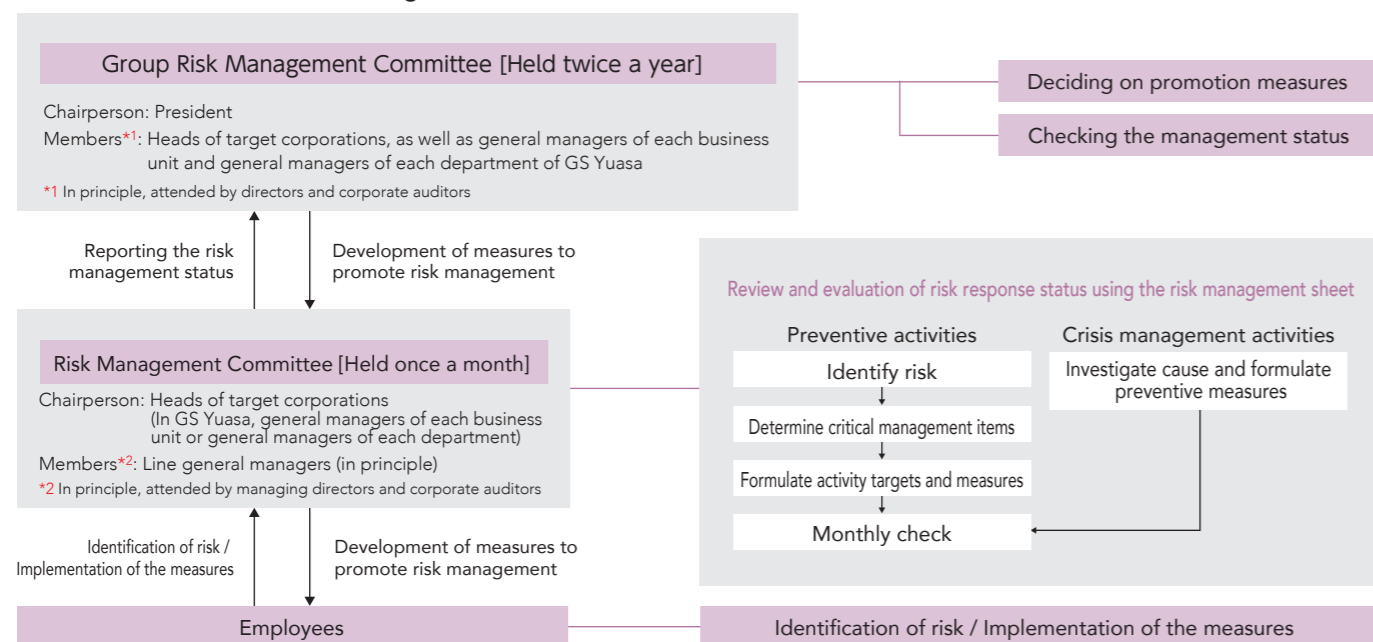 Group Risk Management Committee [Held twice a year]
Chairperson: President
Members*1: Heads of target corporations, as well as general managers of each business
unit and general managers of each department of GS Yuasa
*1 In principle, attended by directors and corporate auditors
Deciding on promotion measures
Checking the management status
Reporting the risk
management status
Development of measures to
promote risk management
Risk Management Committee [Held once a month]
Chairperson: Heads of target corporations
(In GS Yuasa, general managers of each business
unit or general managers of each department)
Members*2: Line general managers (in principle)
*2 In principle, attended by managing directors and corporate auditors
Review and evaluation of risk response status using the risk management sheet
Preventive activities
Identify risk
Determine critical management items
Formulate activity targets and measures
Monthly check
Crisis management activities
Investigate cause and formulate
preventive measures
Identification of risk /
Implementation of the measures
Development of measures to
promote risk management
Employees
Identification of risk / Implementation of the measures